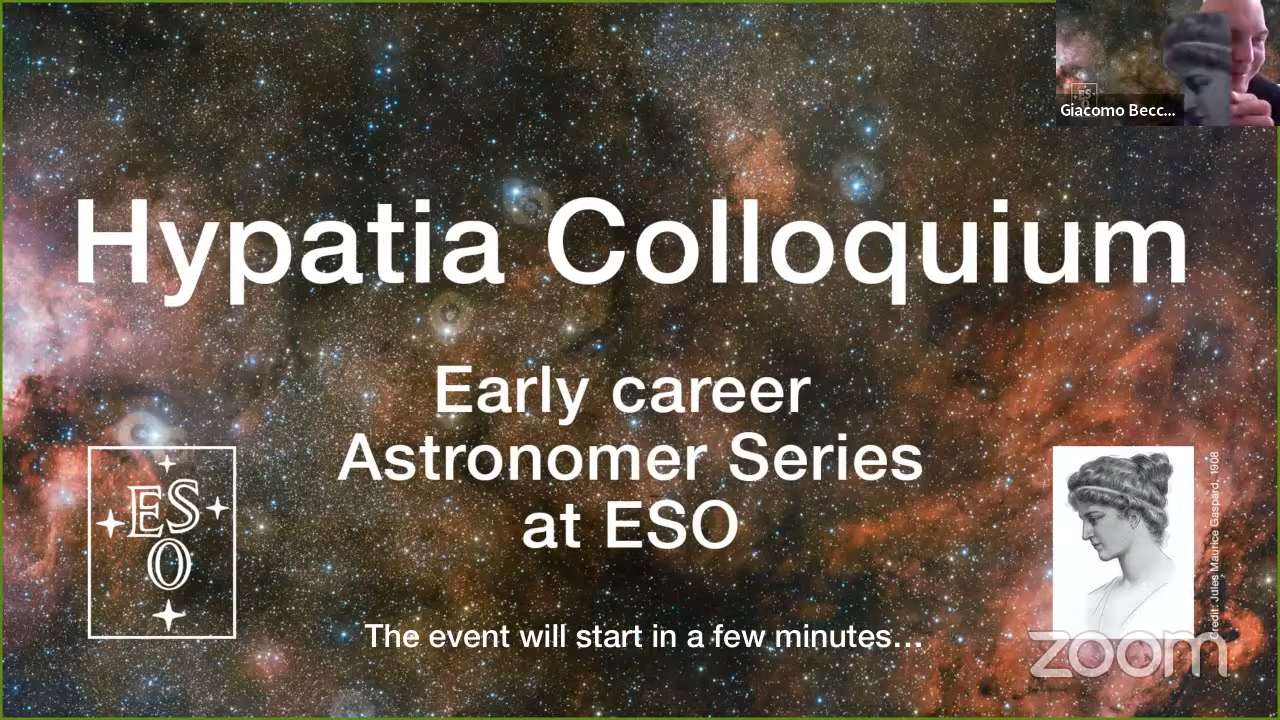 Giacomo Becc...
Hypatia Colloquium
Early career
Astronomer Series
at ESO
ESO
Credit: Jules Maurice Gaspard, 1908
The event will start in a few minutes...
zoom